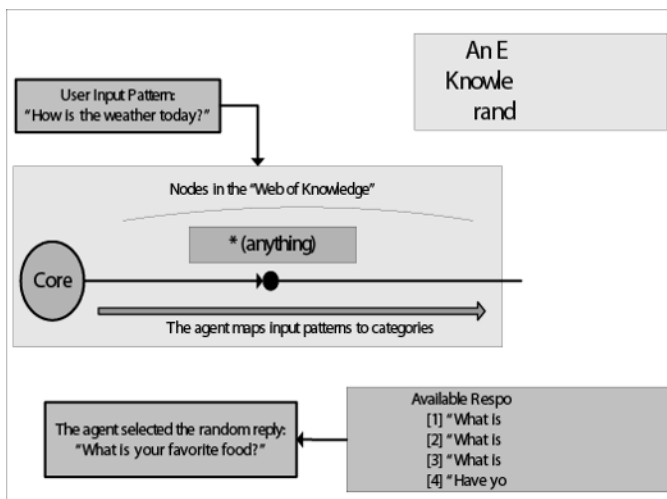 An E
Knowle
rand
User Input Pattern:
"How is the weather today?"
Nodes in the "Web of Knowledge"
* (anything)
Core
The agent maps input patterns to categories
The agent selected the random reply:
"What is your favorite food?"
Available Respo
[1] "What is
[2] "What is
[3] "What is
[4] "Have yo